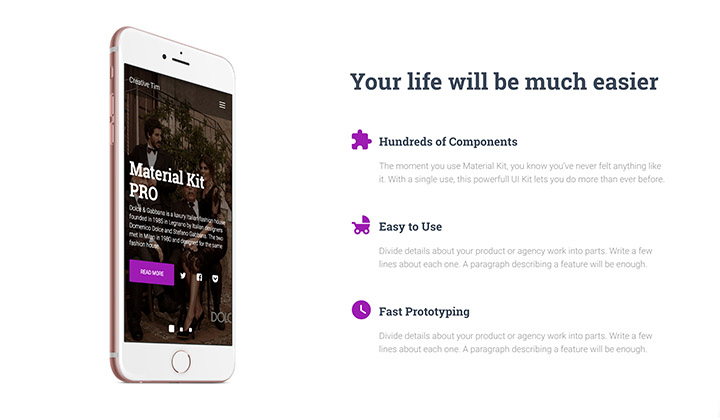 Creative Tim
Material Kit
PRO
Dolce & Gabbana is a luxury Italian fashion house
founded in 1985 in Legnano by Italian designers
Domenico Dolce and Stefano Gabbana. The two
met in Milan in 1980 and designed for the same
fashion house.
READ MORE
DOLC
Your life will be much easier
Hundreds of Components
The moment you use Material Kit, you know you've never felt anything like
it. With a single use, this powerfull UI Kit lets you do more than ever before.
Easy to Use
Divide details about your product or agency work into parts. Write a few
lines about each one. A paragraph describing a feature will be enough.
Fast Prototyping
Divide details about your product or agency work into parts. Write a few
lines about each one. A paragraph describing a feature will be enough.